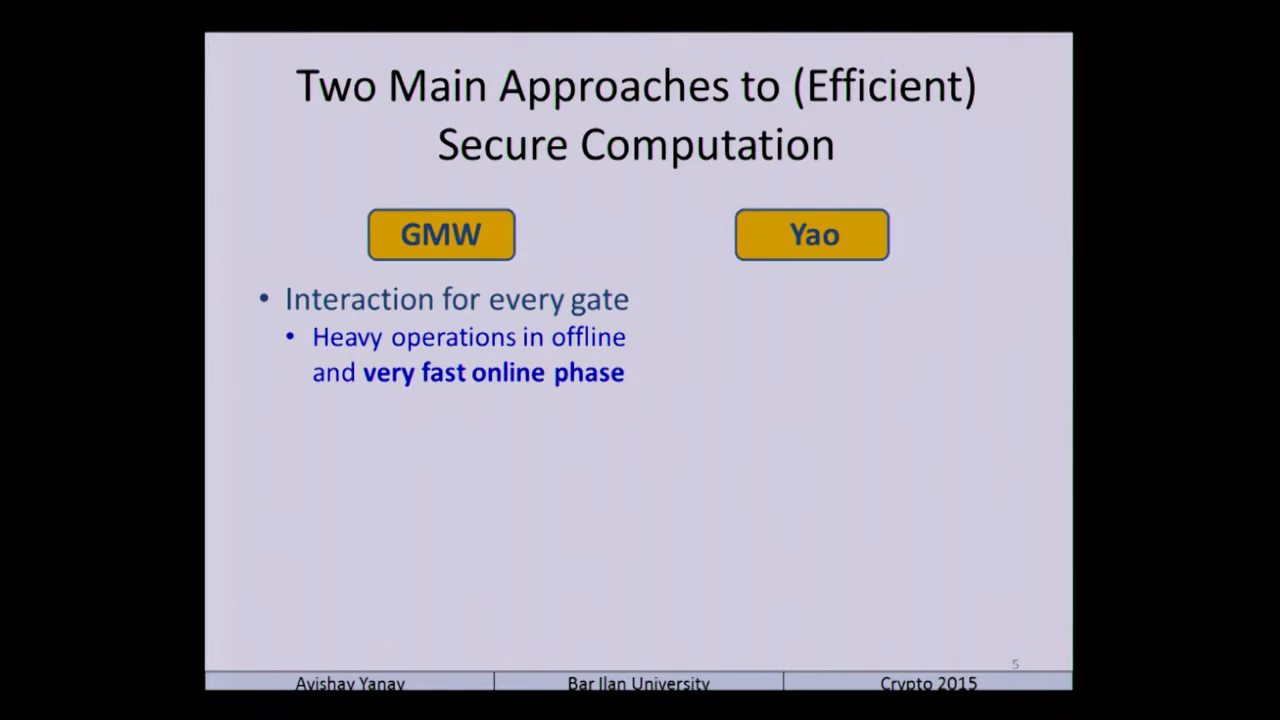 Two Main Approaches to (Efficient)
Secure Computation
GMW
Yao
• Interaction for every gate
• Heavy operations in offline
and very fast online phase
5
Avishay Yanay
Bar Ilan University
Crypto 2015